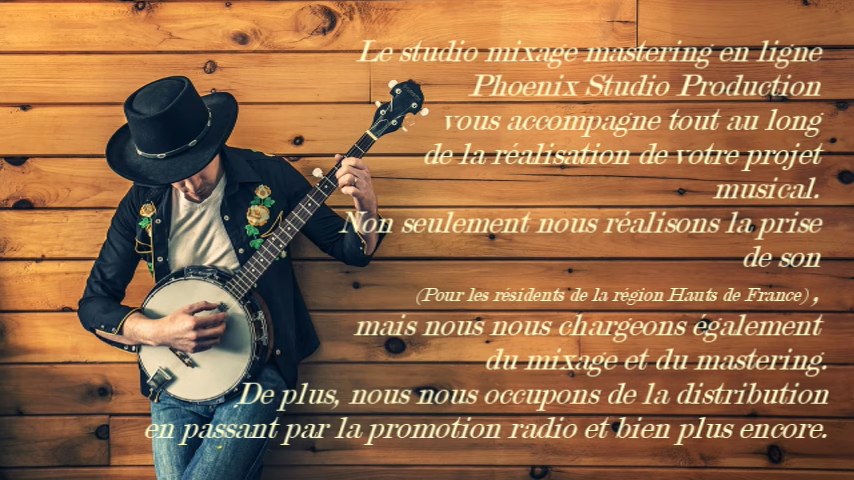 Le studio mixage mastering en ligne
Phoenix Studio Production
vous accompagne tout au long
de la réalisation de votre projet
musical.
Non seulement nous réalisons la prise
de son
(Pour les résidents de la région Hauts de France) ,
mais nous nous chargeons également
du mixage et du mastering.
De plus, nous nous occupons de la distribution
en passant par la promotion radio et bien plus encore.